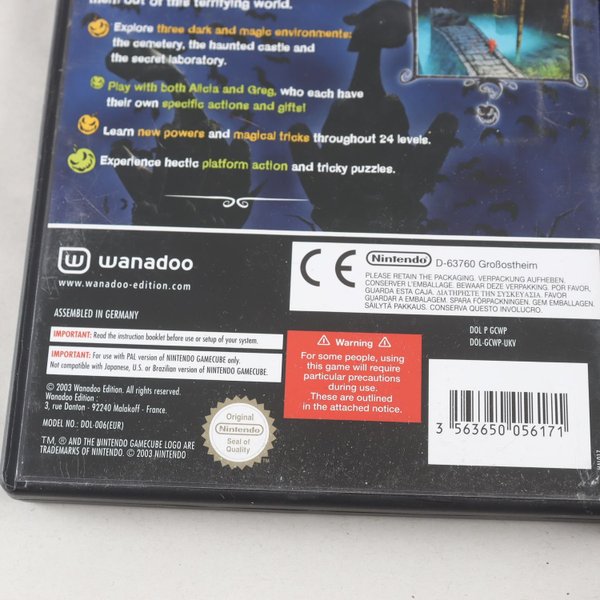 them out of this terrifying world.
Explore three dark and magic environments:
the cemetery, the haunted castle and
the secret laboratory.
Play with both Alicia and Greg, who each have
their own specific actions and gifts!
Learn new powers and magical tricks throughout 24 levels.
Experience hectic platform action and tricky puzzles.
wanadoo
www.wanadoo-edition.com
ASSEMBLED IN GERMANY
IMPORTANT: Read the instruction booklet before use or setup of your system.
IMPORTANT: For use with PAL version of NINTENDO GAMECUBE only.
Not compatible with Japanese, U.S. or Brazilian version of NINTENDO GAMECUBE.
© 2003 Wanadoo Edition. All rights reserved.
Wanadoo Edition :
3, rue Danton - 92240 Malakoff - France.
MODEL NO.: DOL-006(EUR)
TM, ® AND THE NINTENDO GAMECUBE LOGO ARE
TRADEMARKS OF NINTENDO. © 2003 NINTENDO
Original
Nintendo
Seal of
Quality
CE
Nintendo D-63760 Großostheim
PLEASE RETAIN THE PACKAGING. VERPACKUNG AUFHEBEN.
CONSERVER L'EMBALLAGE. BEWAAR DEZE VERPAKKING. POR FAVOR,
GUARDA ESTA CAJA. ΔΙΑΤΗΡΗΣΤΕ ΤΗΝ ΣΥΣΚΕΥΑΣΙΑ. FAVOR
GUARDAR A EMBALAGEM. SPARA FÖRPACKNINGEN. GEM EMBALLAGEN.
SÄILYTÄ PAKKAUS. CONSERVA QUESTO INVOLUCRO.
Warning
For some people, using
this game will require
particular precautions
during use.
These are outlined
in the attached notice.
DOL P GCWP
DOL-GCWP-UKV
3 563650 056171